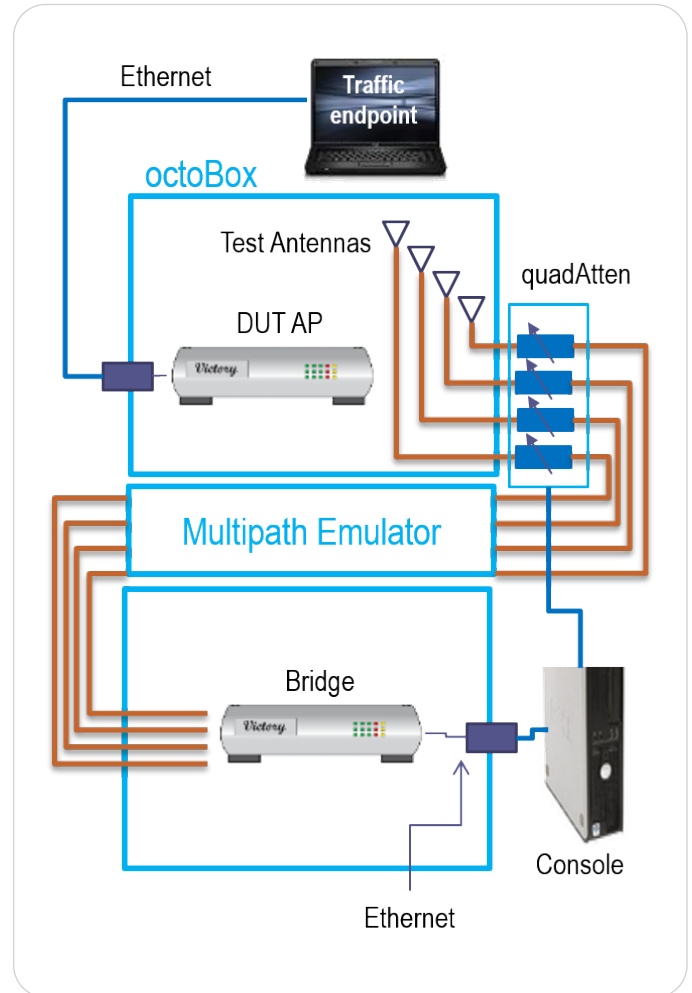 Ethernet
Traffic
endpoint
octoBox
Test Antennas
quadAtten
DUT AP
Victory
Multipath Emulator
Bridge
Victory
Console
Ethernet